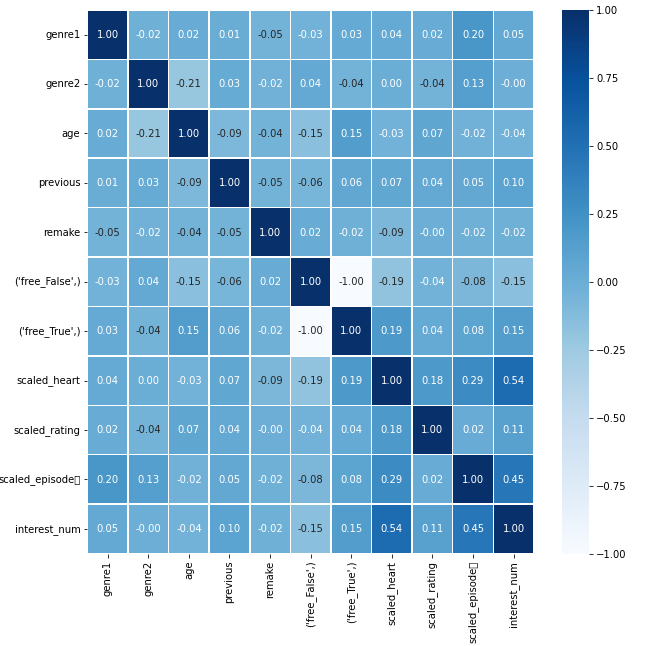 genre1 1.00 -0.02 0.02 0.01 -0.05 -0.03 0.03 0.04 0.02 0.20 0.05
genre2 -0.02 1.00 -0.21 0.03 -0.02 0.04 -0.04 0.00 -0.04 0.13 -0.00
age 0.02 -0.21 1.00 -0.09 -0.04 -0.15 0.15 -0.03 0.07 -0.02 -0.04
previous 0.01 0.03 -0.09 1.00 -0.05 -0.06 0.06 0.07 0.04 0.05 0.10
remake -0.05 -0.02 -0.04 -0.05 1.00 0.02 -0.02 -0.09 -0.00 -0.02 -0.02
('free_False',) -0.03 0.04 -0.15 -0.06 0.02 1.00 -1.00 -0.19 -0.04 -0.08 -0.15
('free_True',) 0.03 -0.04 0.15 0.06 -0.02 -1.00 1.00 0.19 0.04 0.08 0.15
scaled_heart 0.04 0.00 -0.03 0.07 -0.09 -0.19 0.19 1.00 0.18 0.29 0.54
scaled_rating 0.02 -0.04 0.07 0.04 -0.00 -0.04 0.04 0.18 1.00 0.02 0.11
scaled_episode▯ 0.20 0.13 -0.02 0.05 -0.02 -0.08 0.08 0.29 0.02 1.00 0.45
interest_num 0.05 -0.00 -0.04 0.10 -0.02 -0.15 0.15 0.54 0.11 0.45 1.00
genre1
genre2
age
previous
remake
('free_False',)
('free_True',)
scaled_heart
scaled_rating
scaled_episode▯
interest_num
1.00
0.75
0.50
0.25
0.00
−0.25
−0.50
−0.75
−1.00